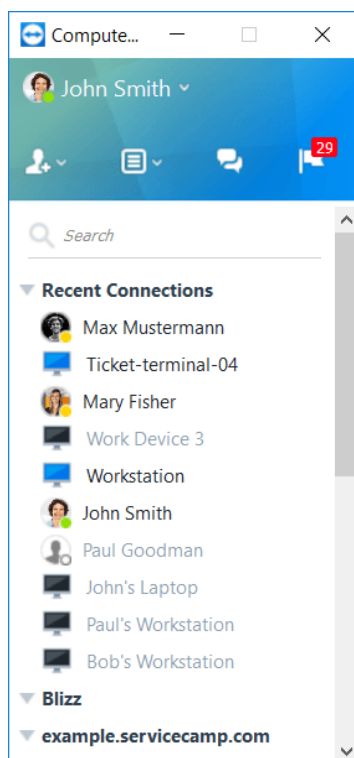 Compute...
John Smith
29
Search
Recent Connections
Max Mustermann
Ticket-terminal-04
Mary Fisher
Work Device 3
Workstation
John Smith
Paul Goodman
John's Laptop
Paul's Workstation
Bob's Workstation
Blizz
example.servicecamp.com